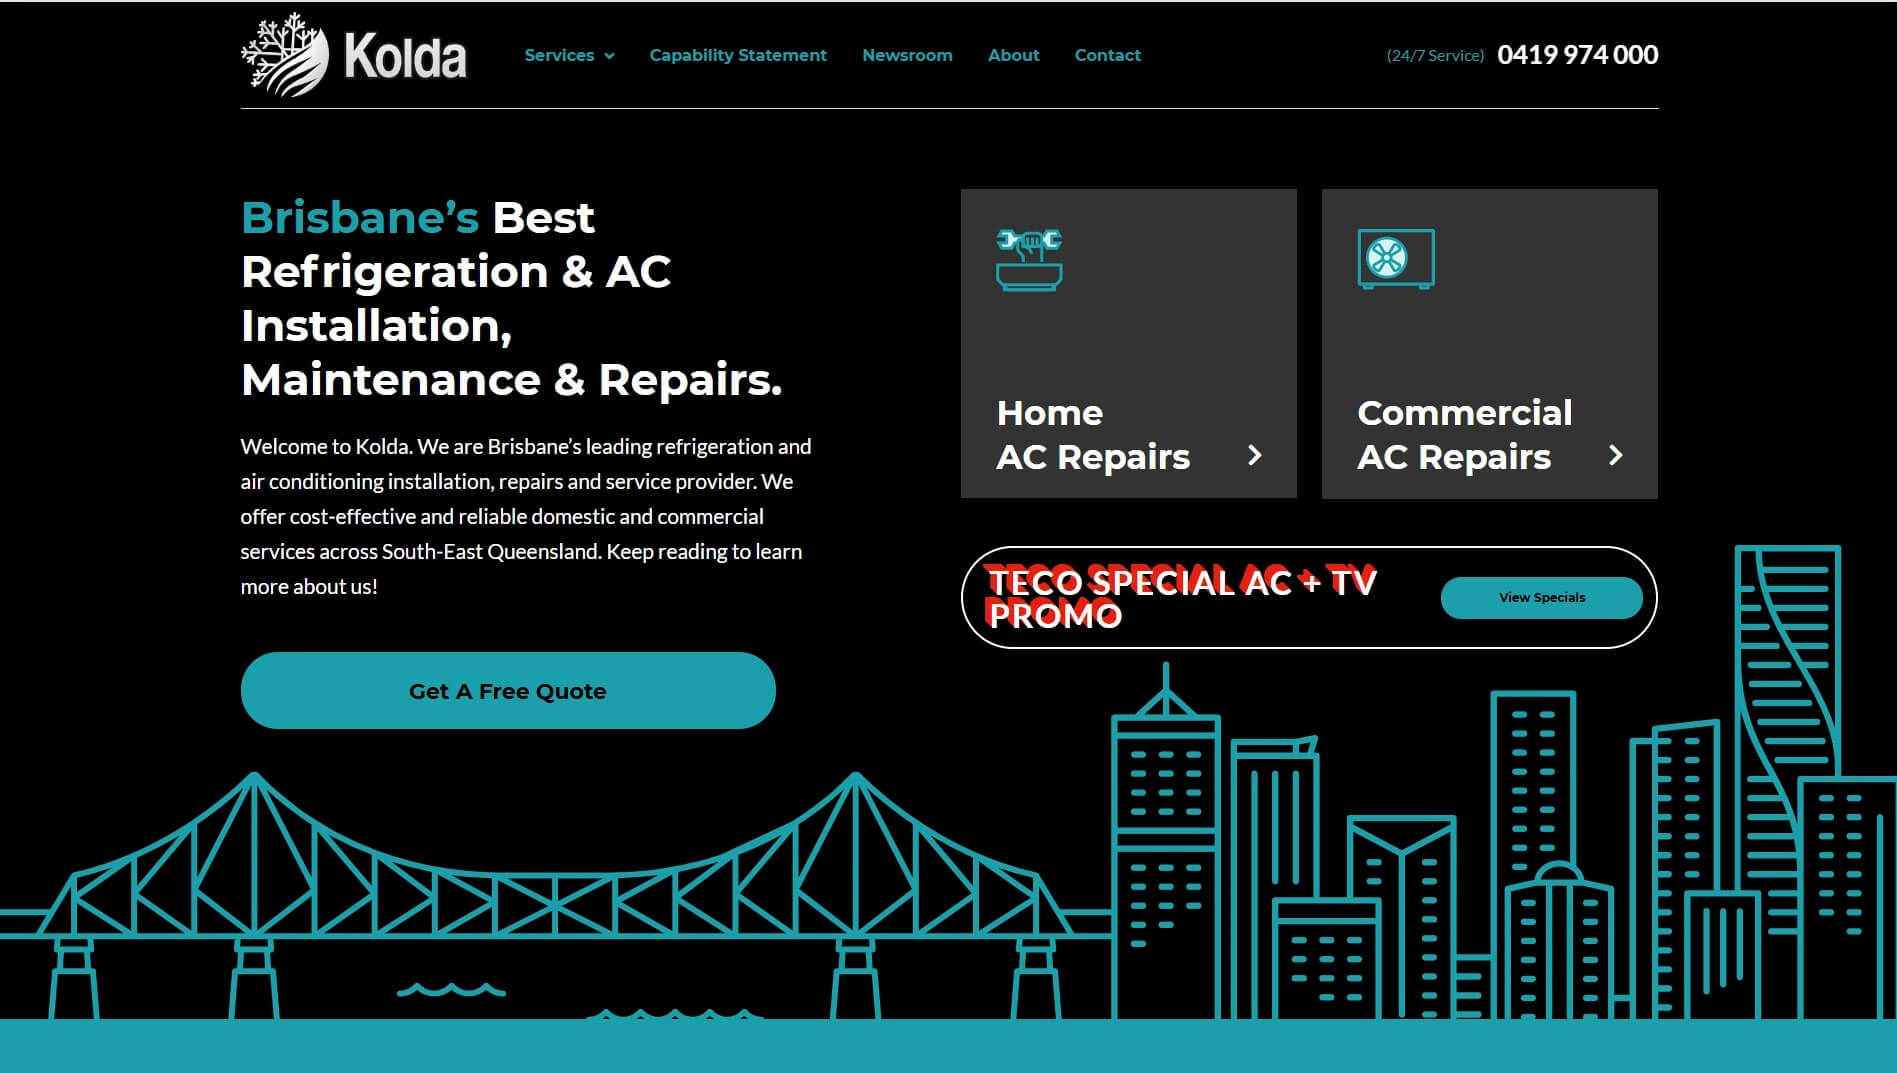 Kolda
Services
Capability Statement
Newsroom
About
Contact
(24/7 Service) 0419 974 000
Brisbane’s Best
Refrigeration & AC
Installation,
Maintenance & Repairs.
Welcome to Kolda. We are Brisbane’s leading refrigeration and
air conditioning installation, repairs and service provider. We
offer cost-effective and reliable domestic and commercial
services across South-East Queensland. Keep reading to learn
more about us!
Get A Free Quote
Home
AC Repairs
Commercial
AC Repairs
TECO SPECIAL AC + TV
PROMO
View Specials